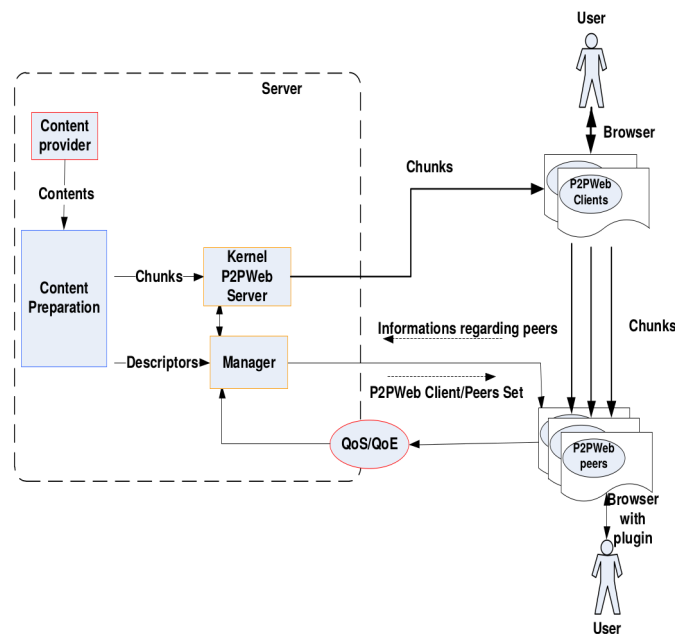 User
Server
Content
provider
Browser
Chunks
P2PWeb
Clients
Contents
Kernel
P2PWeb
Server
Content
Preparation
Chunks
Informations regarding peers
Chunks
Descriptors
Manager
P2PWeb Client/Peers Set
QoS/QoE
P2PWeb
peers
Browser
with
plugin
User